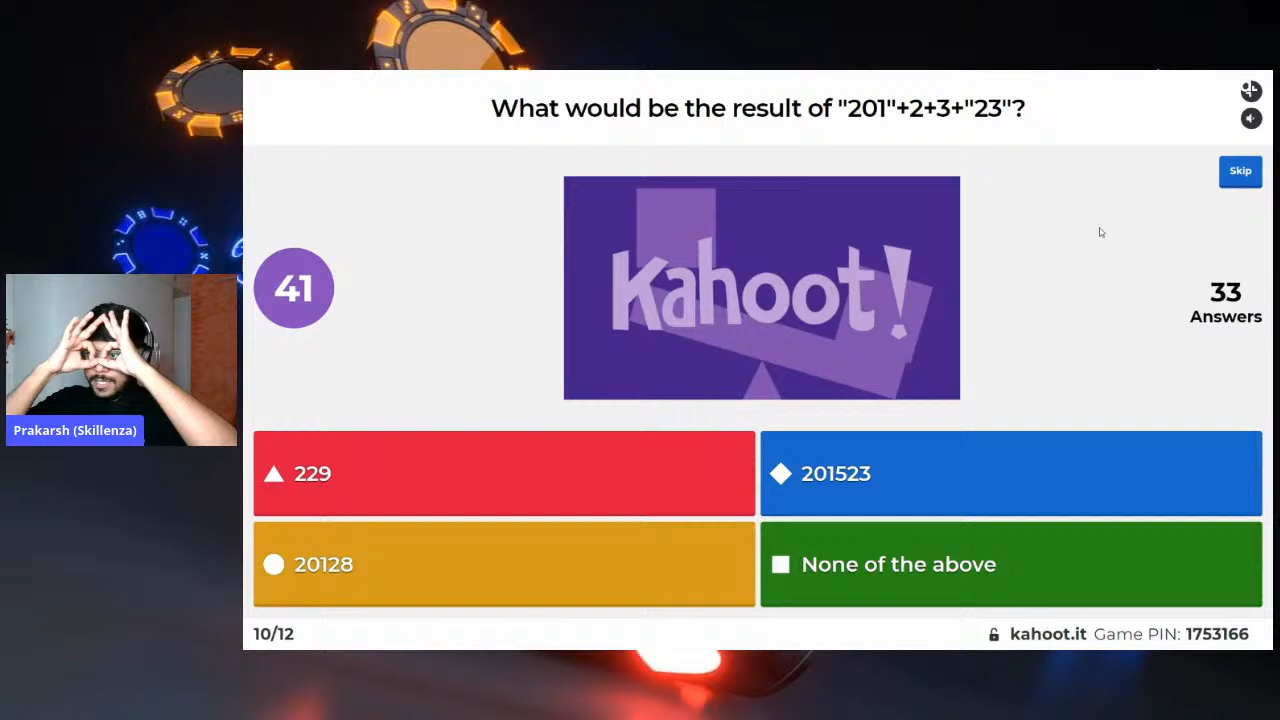 What would be the result of "201"+2+3+"23"?
Skip
Kahoot!
41
33
Answers
Prakarsh (Skillenza)
229
201523
20128
None of the above
10/12
kahoot.it Game PIN: 1753166